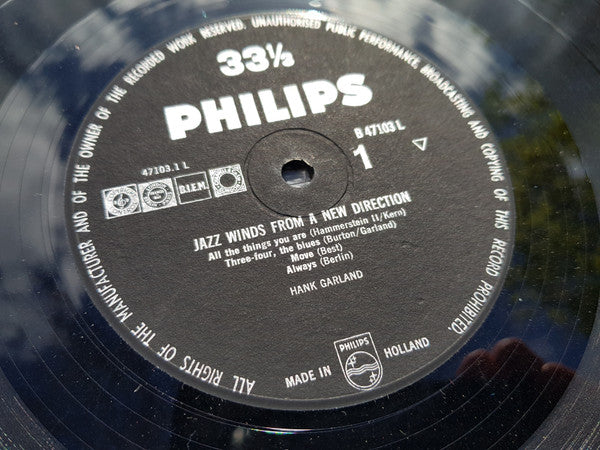 ALL RIGHTS OF THE MANUFACTURER AND OF THE OWNER OF THE RECORDED WORK RESERVED. UNAUTHORISED PUBLIC PERFORMANCE, BROADCASTING AND COPYING OF THIS RECORD PROHIBITED.
33⅓
PHILIPS
B 47103 L
1
47103.1 L
B.I.E.M.
JAZZ WINDS FROM A NEW DIRECTION
All the things you are (Hammerstein II/Kern)
Three-four, the blues (Burton/Garland)
Move (Best)
Always (Berlin)
HANK GARLAND
MADE IN
PHILIPS
HOLLAND